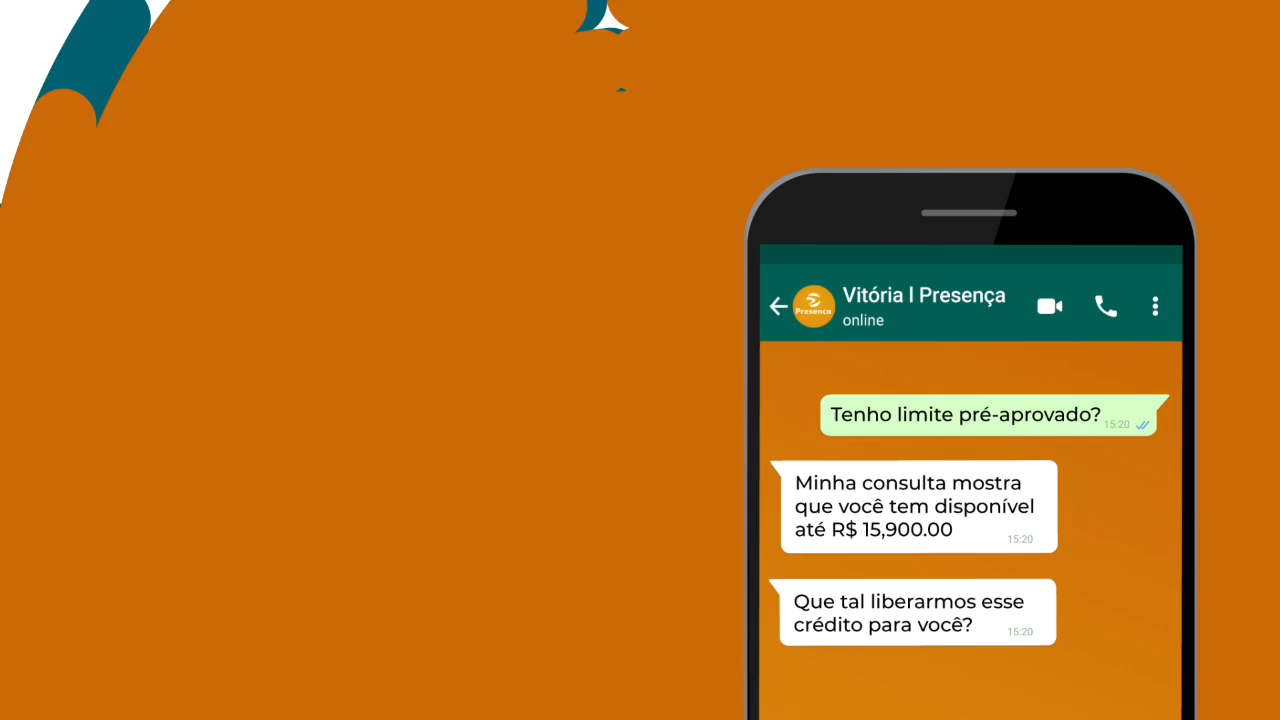 Vitória l Presença
online
Presença
Tenho limite pré-aprovado?
15:20
Minha consulta mostra
que você tem disponível
até R$ 15,900.00
15:20
Que tal liberarmos esse
crédito para você?
15:20